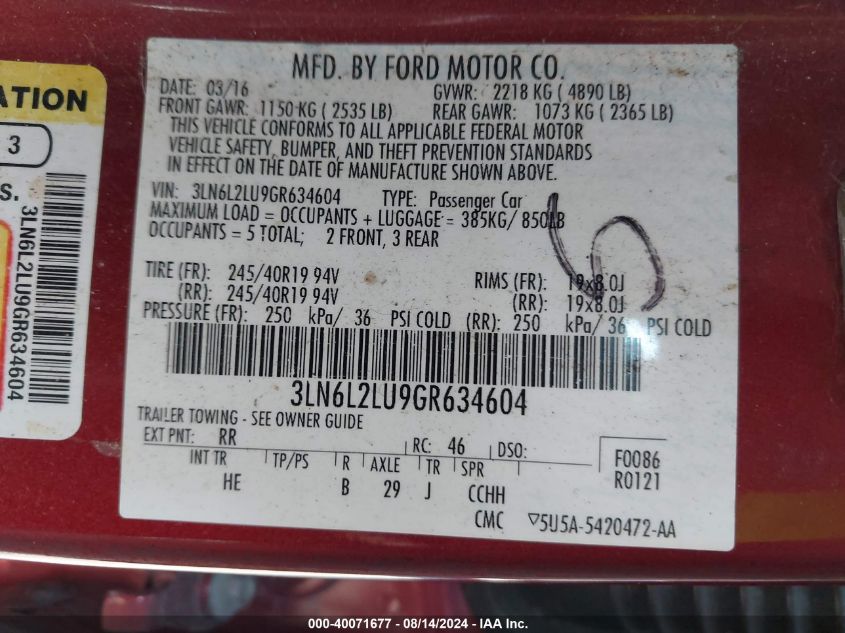 MFD. BY FORD MOTOR CO.
DATE: 03/16 GVWR: 2218 KG ( 4890 LB)
FRONT GAWR: 1150 KG ( 2535 LB) REAR GAWR: 1073 KG ( 2365 LB)
THIS VEHICLE CONFORMS TO ALL APPLICABLE FEDERAL MOTOR
VEHICLE SAFETY, BUMPER, AND THEFT PREVENTION STANDARDS
IN EFFECT ON THE DATE OF MANUFACTURE SHOWN ABOVE.
VIN: 3LN6L2LU9GR634604 TYPE: Passenger Car
MAXIMUM LOAD = OCCUPANTS + LUGGAGE = 385KG/ 850LB
OCCUPANTS = 5 TOTAL; 2 FRONT, 3 REAR
TIRE (FR): 245/40R19 94V RIMS (FR): 19x8.0J
(RR): 245/40R19 94V (RR): 19x8.0J
PRESSURE (FR): 250 kPa/ 36 PSI COLD (RR): 250 kPa/ 36 PSI COLD
3LN6L2LU9GR634604
TRAILER TOWING - SEE OWNER GUIDE
EXT PNT: RR RC: 46 DSO: F0086
INT TR TP/PS R AXLE TR SPR R0121
HE B 29 J CCHH
CMC ▽5U5A-5420472-AA
ATION
3
S.
3LN6L2LU9GR634604
000-40071677 - 08/14/2024 - IAAI.com